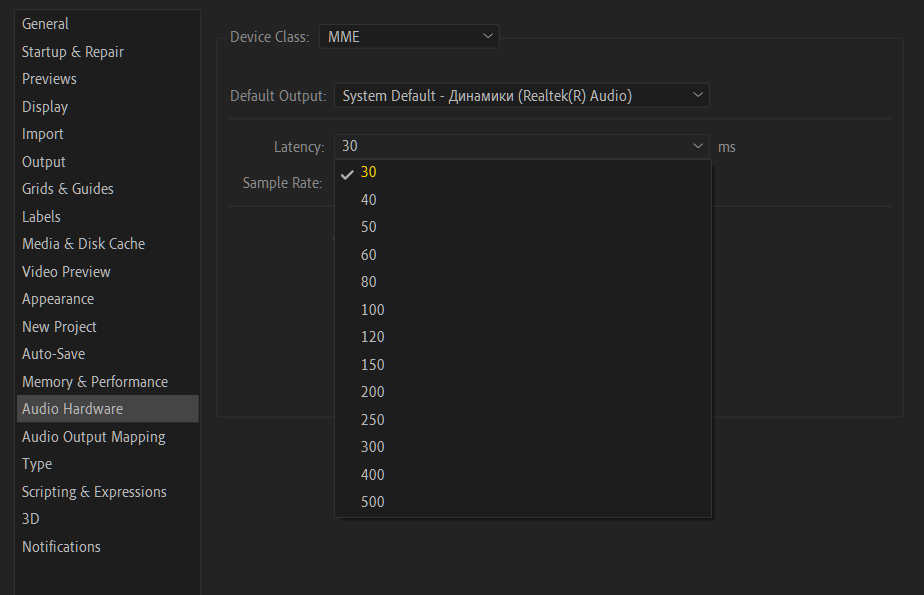 General
Startup & Repair
Previews
Display
Import
Output
Grids & Guides
Labels
Media & Disk Cache
Video Preview
Appearance
New Project
Auto-Save
Memory & Performance
Audio Hardware
Audio Output Mapping
Type
Scripting & Expressions
3D
Notifications
Device Class: MME
Default Output: System Default - Динамики (Realtek(R) Audio)
Latency: 30 ms
Sample Rate:
30
40
50
60
80
100
120
150
200
250
300
400
500